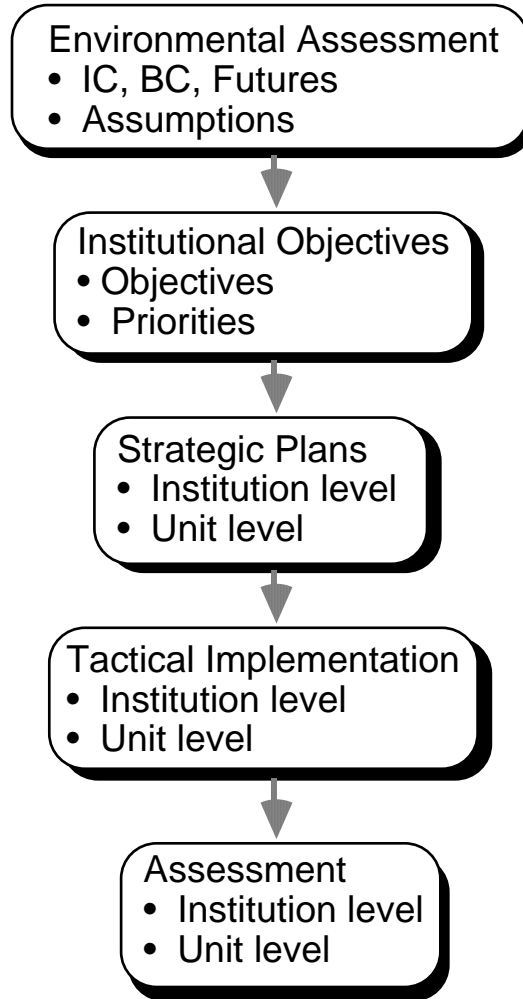 Environmental Assessment
• IC, BC, Futures
• Assumptions
Institutional Objectives
• Objectives
• Priorities
Strategic Plans
• Institution level
• Unit level
Tactical Implementation
• Institution level
• Unit level
Assessment
• Institution level
• Unit level